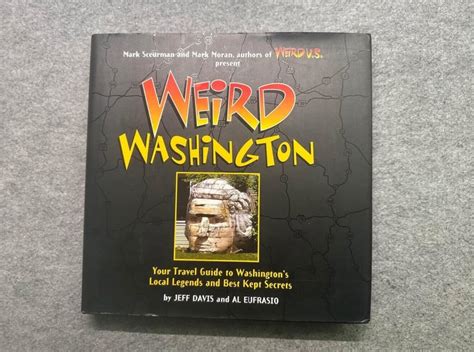 Mark Sceurman and Mark Moran, authors of WEIRD U.S.
present
WEIRD
WASHINGTON
Your Travel Guide to Washington's
Local Legends and Best Kept Secrets
by JEFF DAVIS and AL EUFRASIO